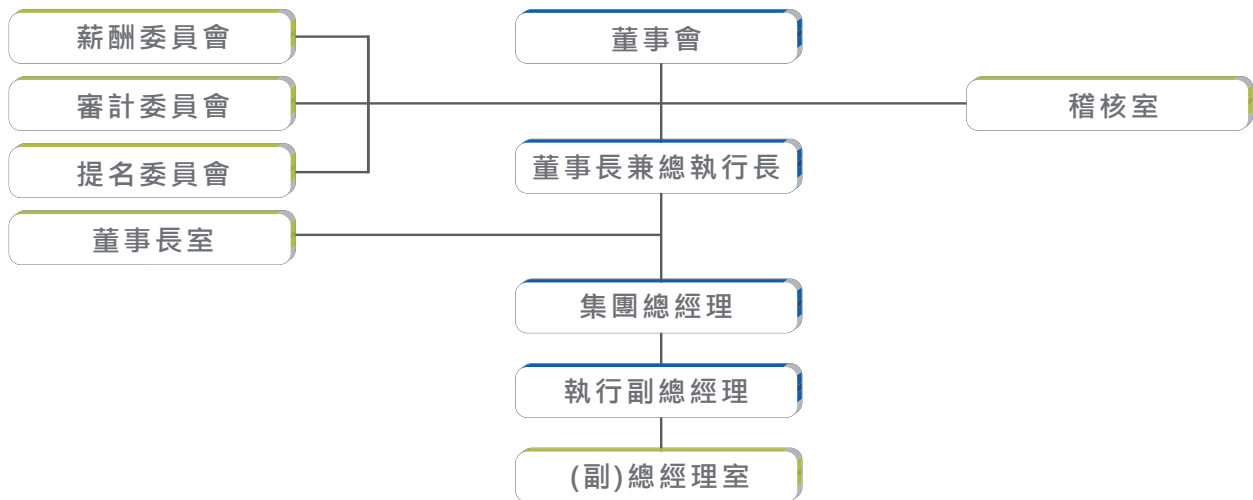 薪酬委員會
董事會
審計委員會
稽核室
提名委員會
董事長兼總執行長
董事長室
集團總經理
執行副總經理
(副)總經理室